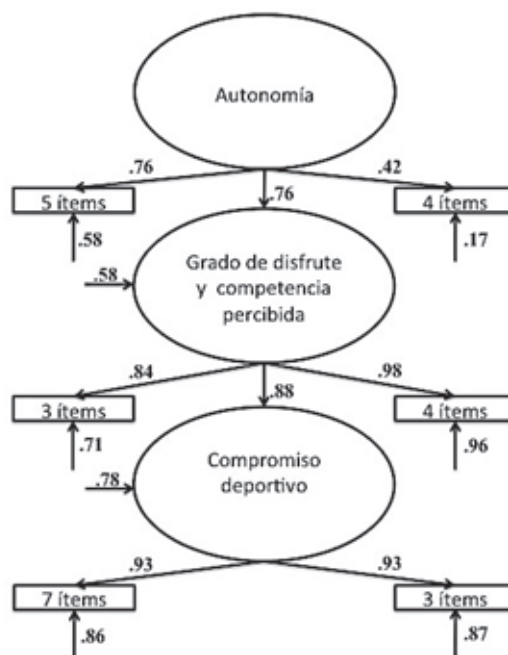 Autonomía
.76
.42
5 ítems
.76
4 ítems
.58
.17
.58
Grado de disfrute
y competencia
percibida
.84
.98
3 ítems
.88
4 ítems
.71
.96
.78
Compromiso
deportivo
.93
.93
7 ítems
3 ítems
.86
.87